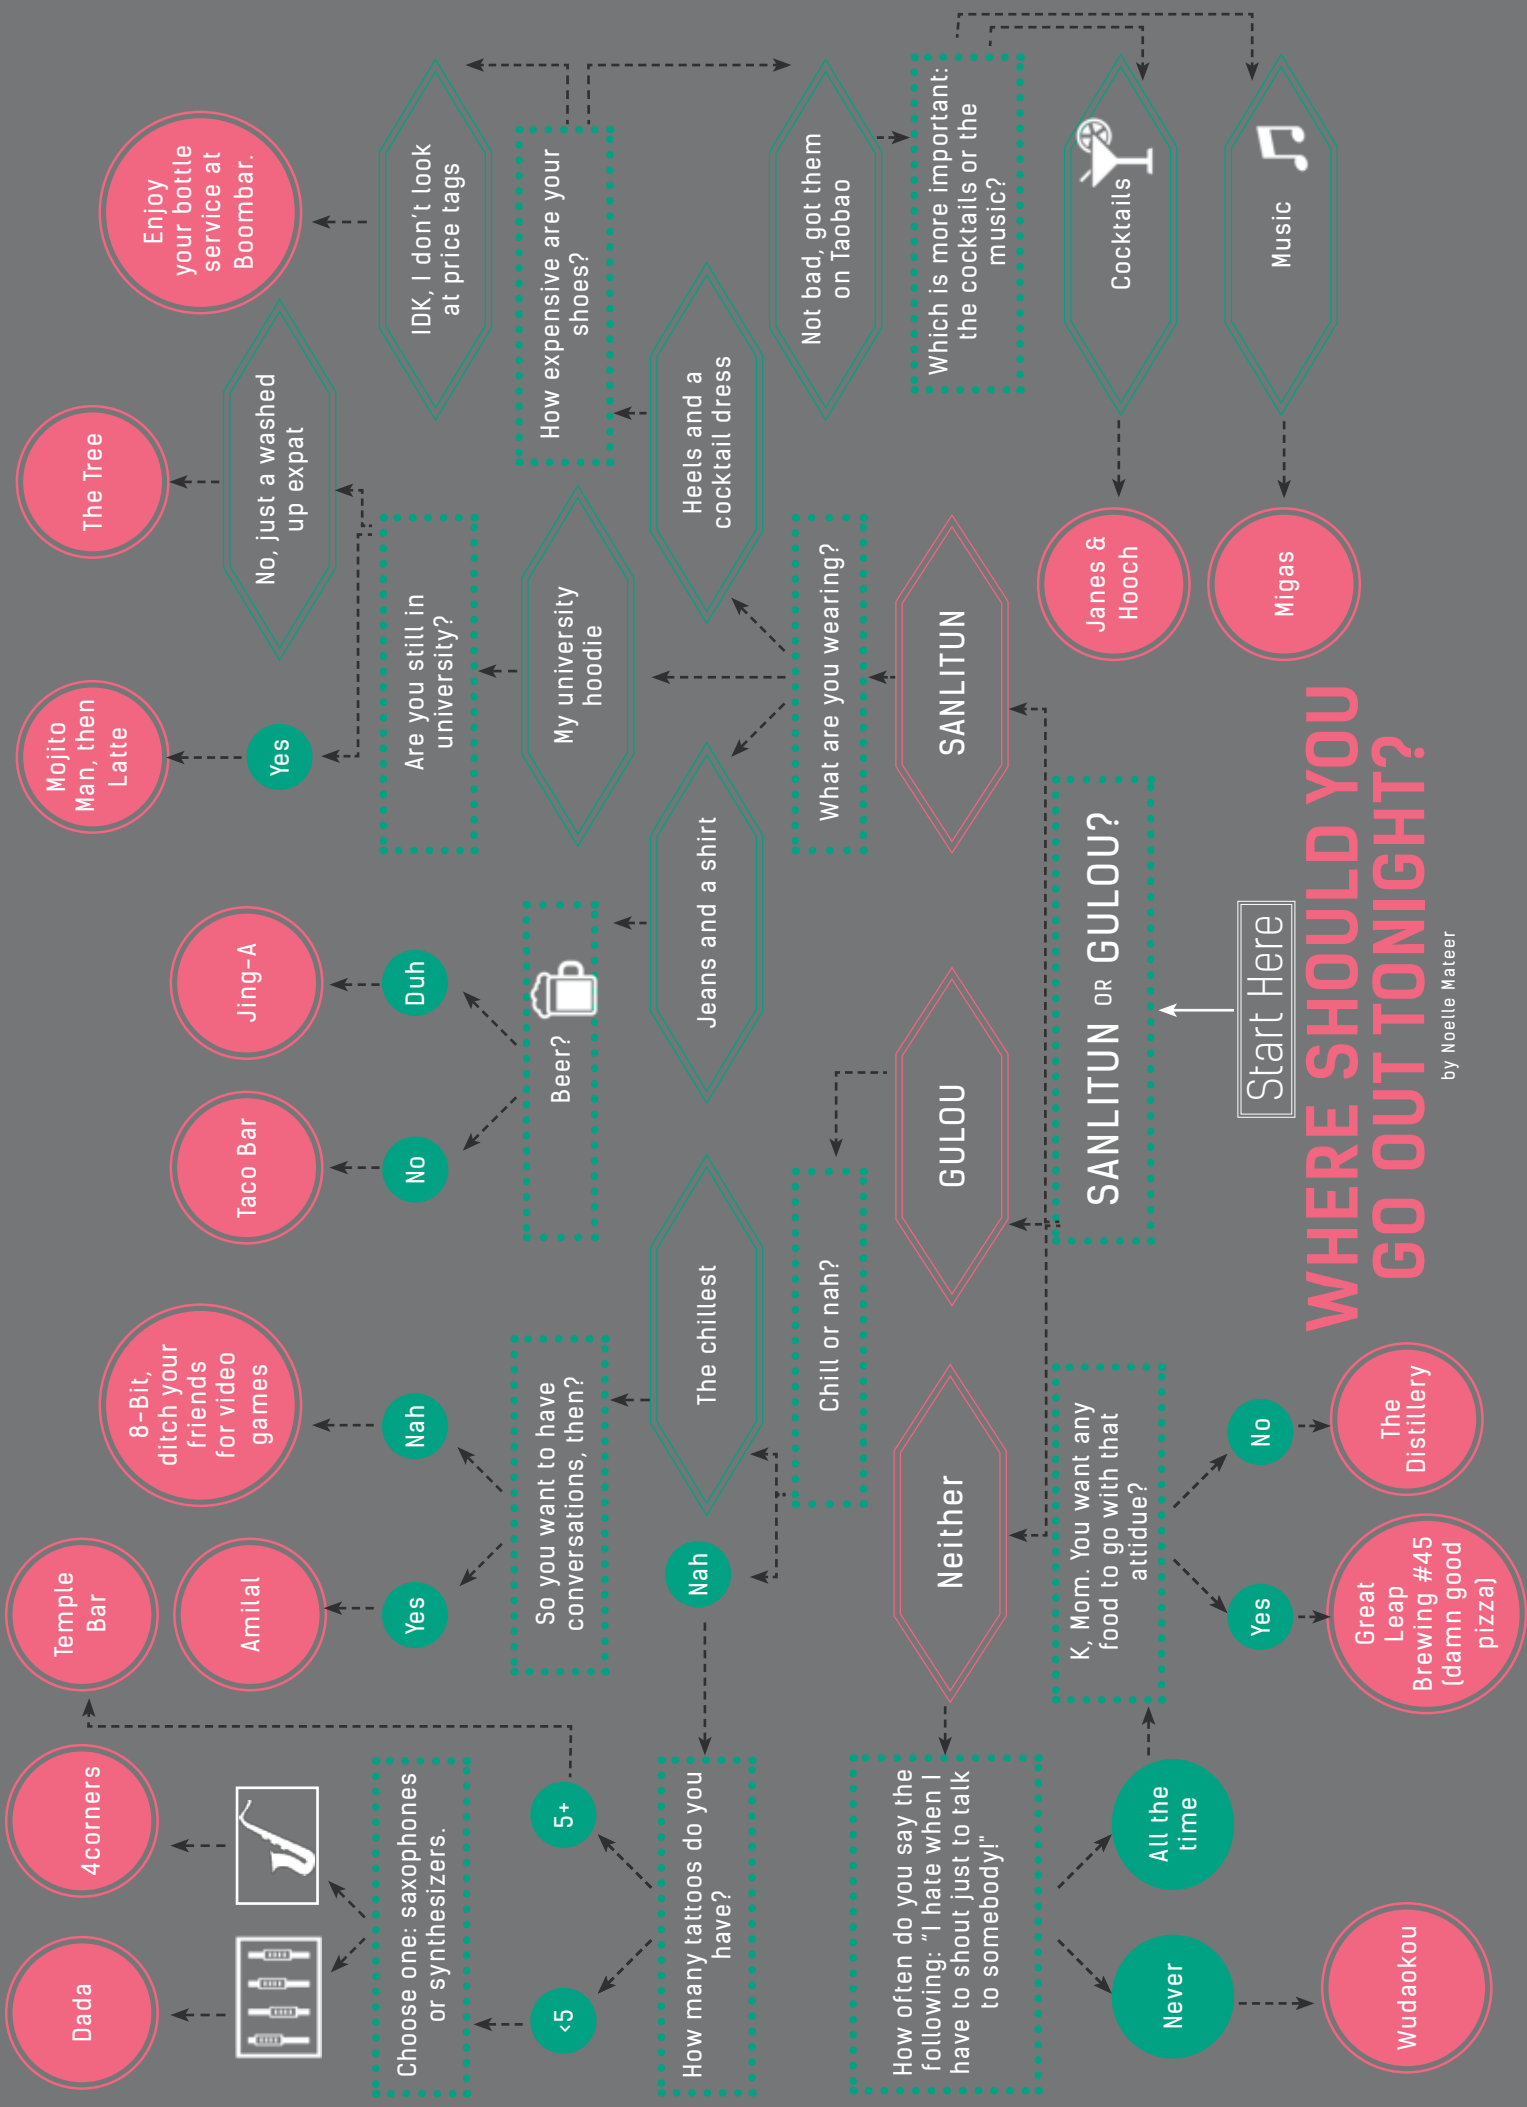 WHERE SHOULD YOU
GO OUT TONIGHT?
by Noelle Mateer
Start Here
SANLITUN OR GULOU?
SANLITUN
What are you wearing?
Jeans and a shirt
Beer?
No
Taco Bar
Duh
Jing-A
My university
hoodie
Are you still in
university?
Yes
Mojito
Man, then
Latte
No, just a washed
up expat
The Tree
Heels and a
cocktail dress
How expensive are your
shoes?
IDK, I don't look
at price tags
Enjoy
your bottle
service at
Boombar.
Not bad, got them
on Taobao
Which is more important:
the cocktails or the
music?
Cocktails
Janes &
Hooch
Music
Migas
GULOU
Chill or nah?
The chillest
So you want to have
conversations, then?
Nah
8-Bit,
ditch your
friends
for video
games
Yes
Amilal
Nah
How many tattoos do you
have?
5+
Temple
Bar
<5
Choose one: saxophones
or synthesizers.
4corners
Dada
Neither
How often do you say the
following: "I hate when I
have to shout just to talk
to somebody!"
Never
Wudaokou
All the
time
K, Mom. You want any
food to go with that
attidue?
Yes
Great
Leap
Brewing #45
(damn good
pizza)
No
The
Distillery